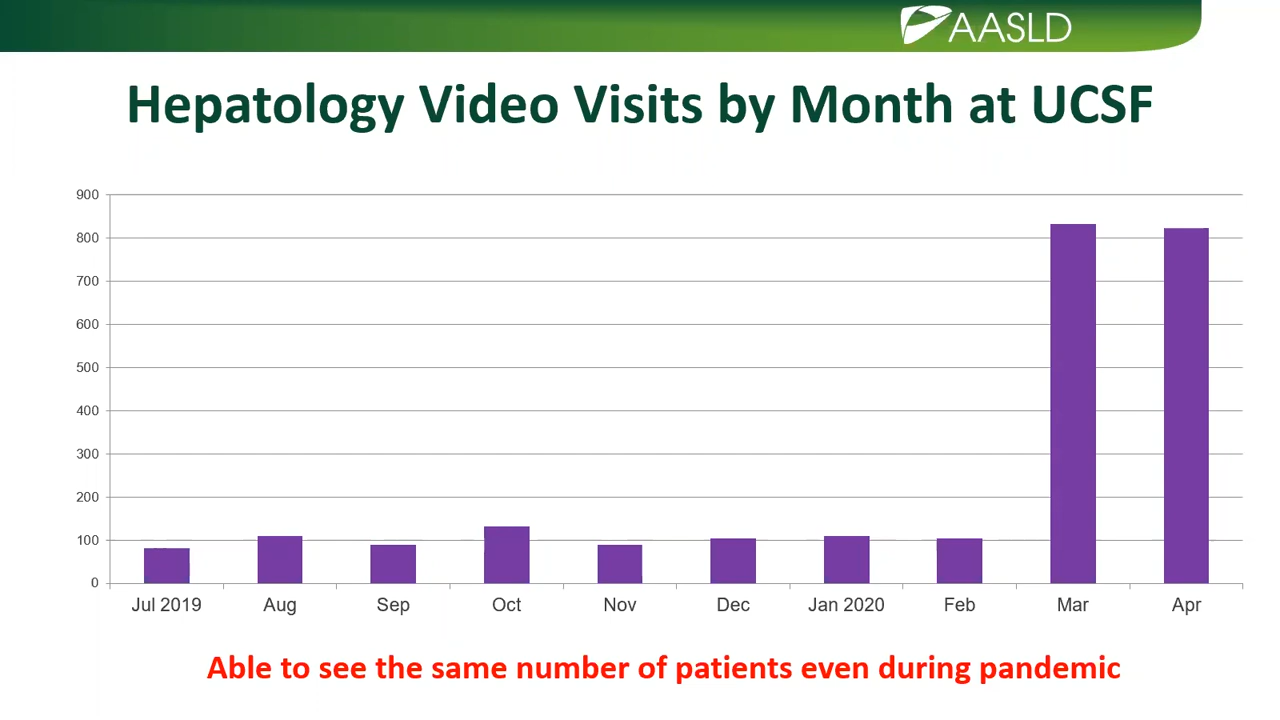 AASLD
Hepatology Video Visits by Month at UCSF
900
800
700
600
500
400
300
200
100
0
Jul 2019 Aug Sep Oct Nov Dec Jan 2020 Feb Mar Apr
Able to see the same number of patients even during pandemic